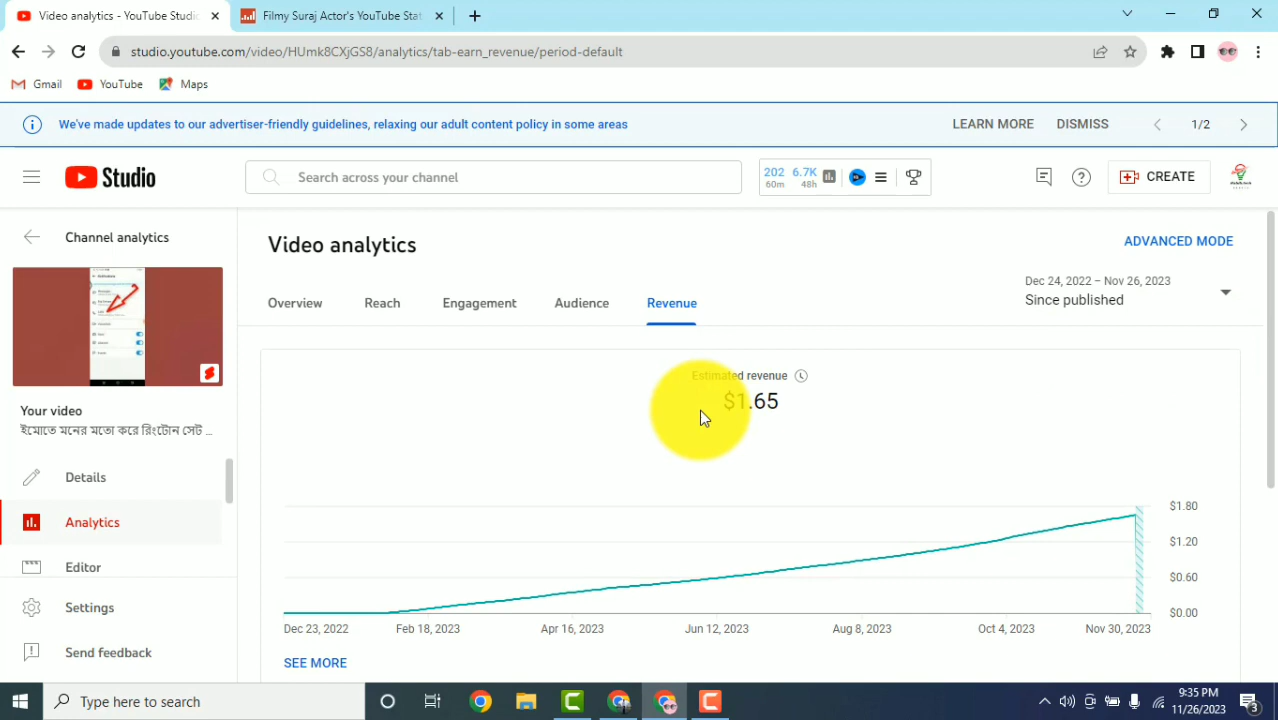 Video analytics - YouTube Studio
Filmy Suraj Actor's YouTube Stat
studio.youtube.com/video/HUmk8CXjGS8/analytics/tab-earn_revenue/period-default
Gmail YouTube Maps
We've made updates to our advertiser-friendly guidelines, relaxing our adult content policy in some areas
LEARN MORE DISMISS 1/2
Studio
Search across your channel
202 6.7K
60m 48h
CREATE
Channel analytics
Video analytics
ADVANCED MODE
Overview Reach Engagement Audience Revenue
Dec 24, 2022 – Nov 26, 2023
Since published
Estimated revenue
$1.65
Your video
ইমোতে মনের মতো করে রিংটোন সেট ...
Details
Analytics
Editor
Settings
Send feedback
$1.80
$1.20
$0.60
$0.00
Dec 23, 2022 Feb 18, 2023 Apr 16, 2023 Jun 12, 2023 Aug 8, 2023 Oct 4, 2023 Nov 30, 2023
SEE MORE
Type here to search
9:35 PM
11/26/2023
3